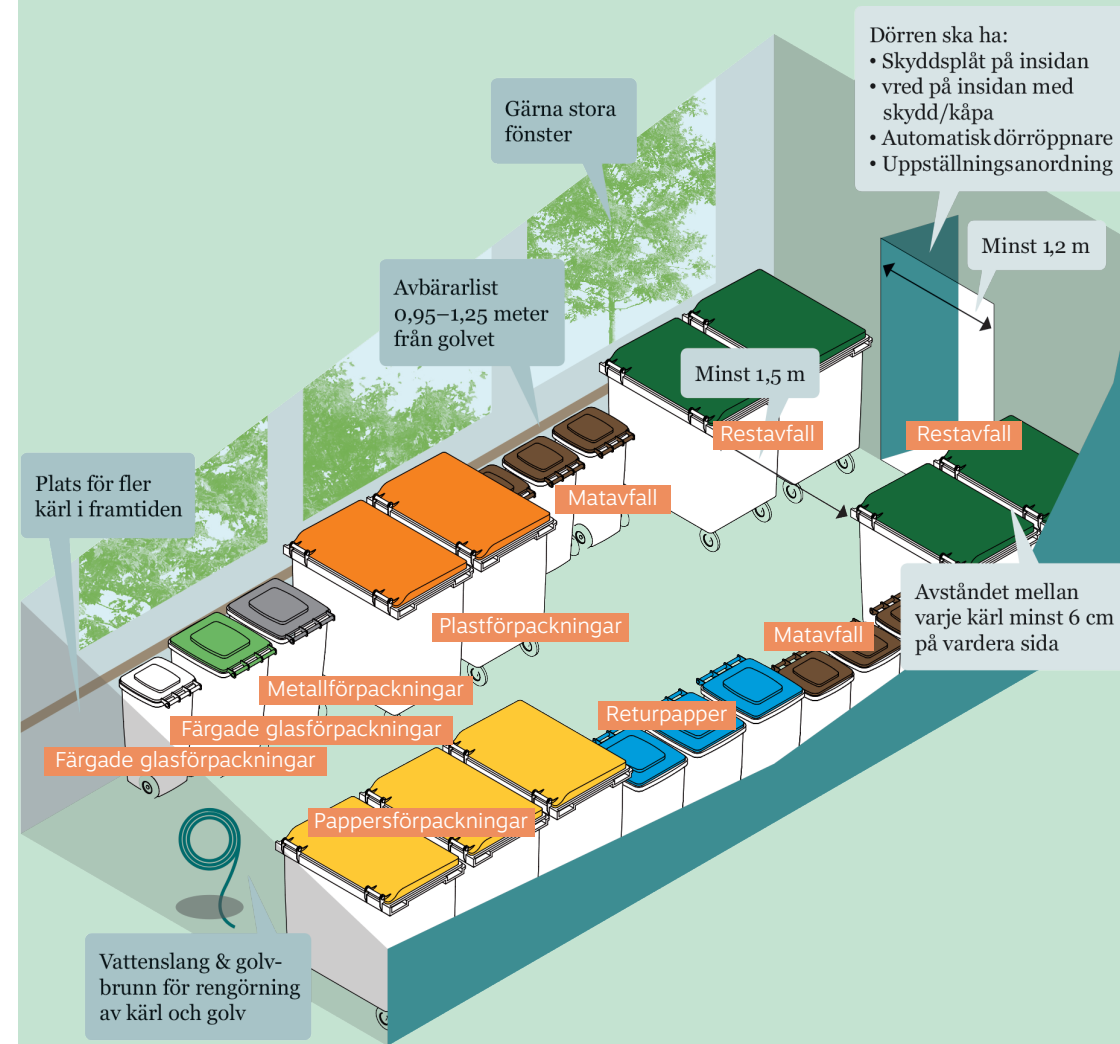 Dörren ska ha:
• Skyddsplåt på insidan
• vred på insidan med
skydd/kåpa
• Automatisk dörröppnare
• Uppställningsanordning
Gärna stora
fönster
Minst 1,2 m
Avbärarlist
0,95–1,25 meter
från golvet
Minst 1,5 m
Restavfall
Restavfall
Plats för fler
kärl i framtiden
Matavfall
Avståndet mellan
varje kärl minst 6 cm
på vardera sida
Plastförpackningar
Matavfall
Metallförpackningar
Returpapper
Färgade glasförpackningar
Färgade glasförpackningar
Pappersförpackningar
Vattenslang & golv-
brunn för rengörning
av kärl och golv